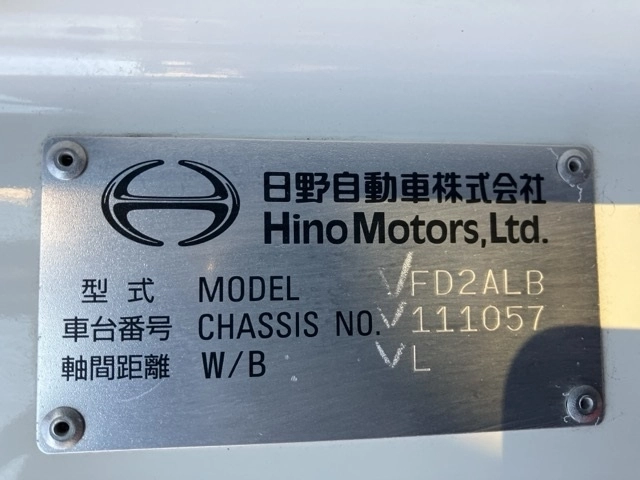 日野自動車株式会社
Hino Motors, Ltd.
型式 MODEL FD2ALB
車台番号 CHASSIS NO. 111057
軸間距離 W/B L